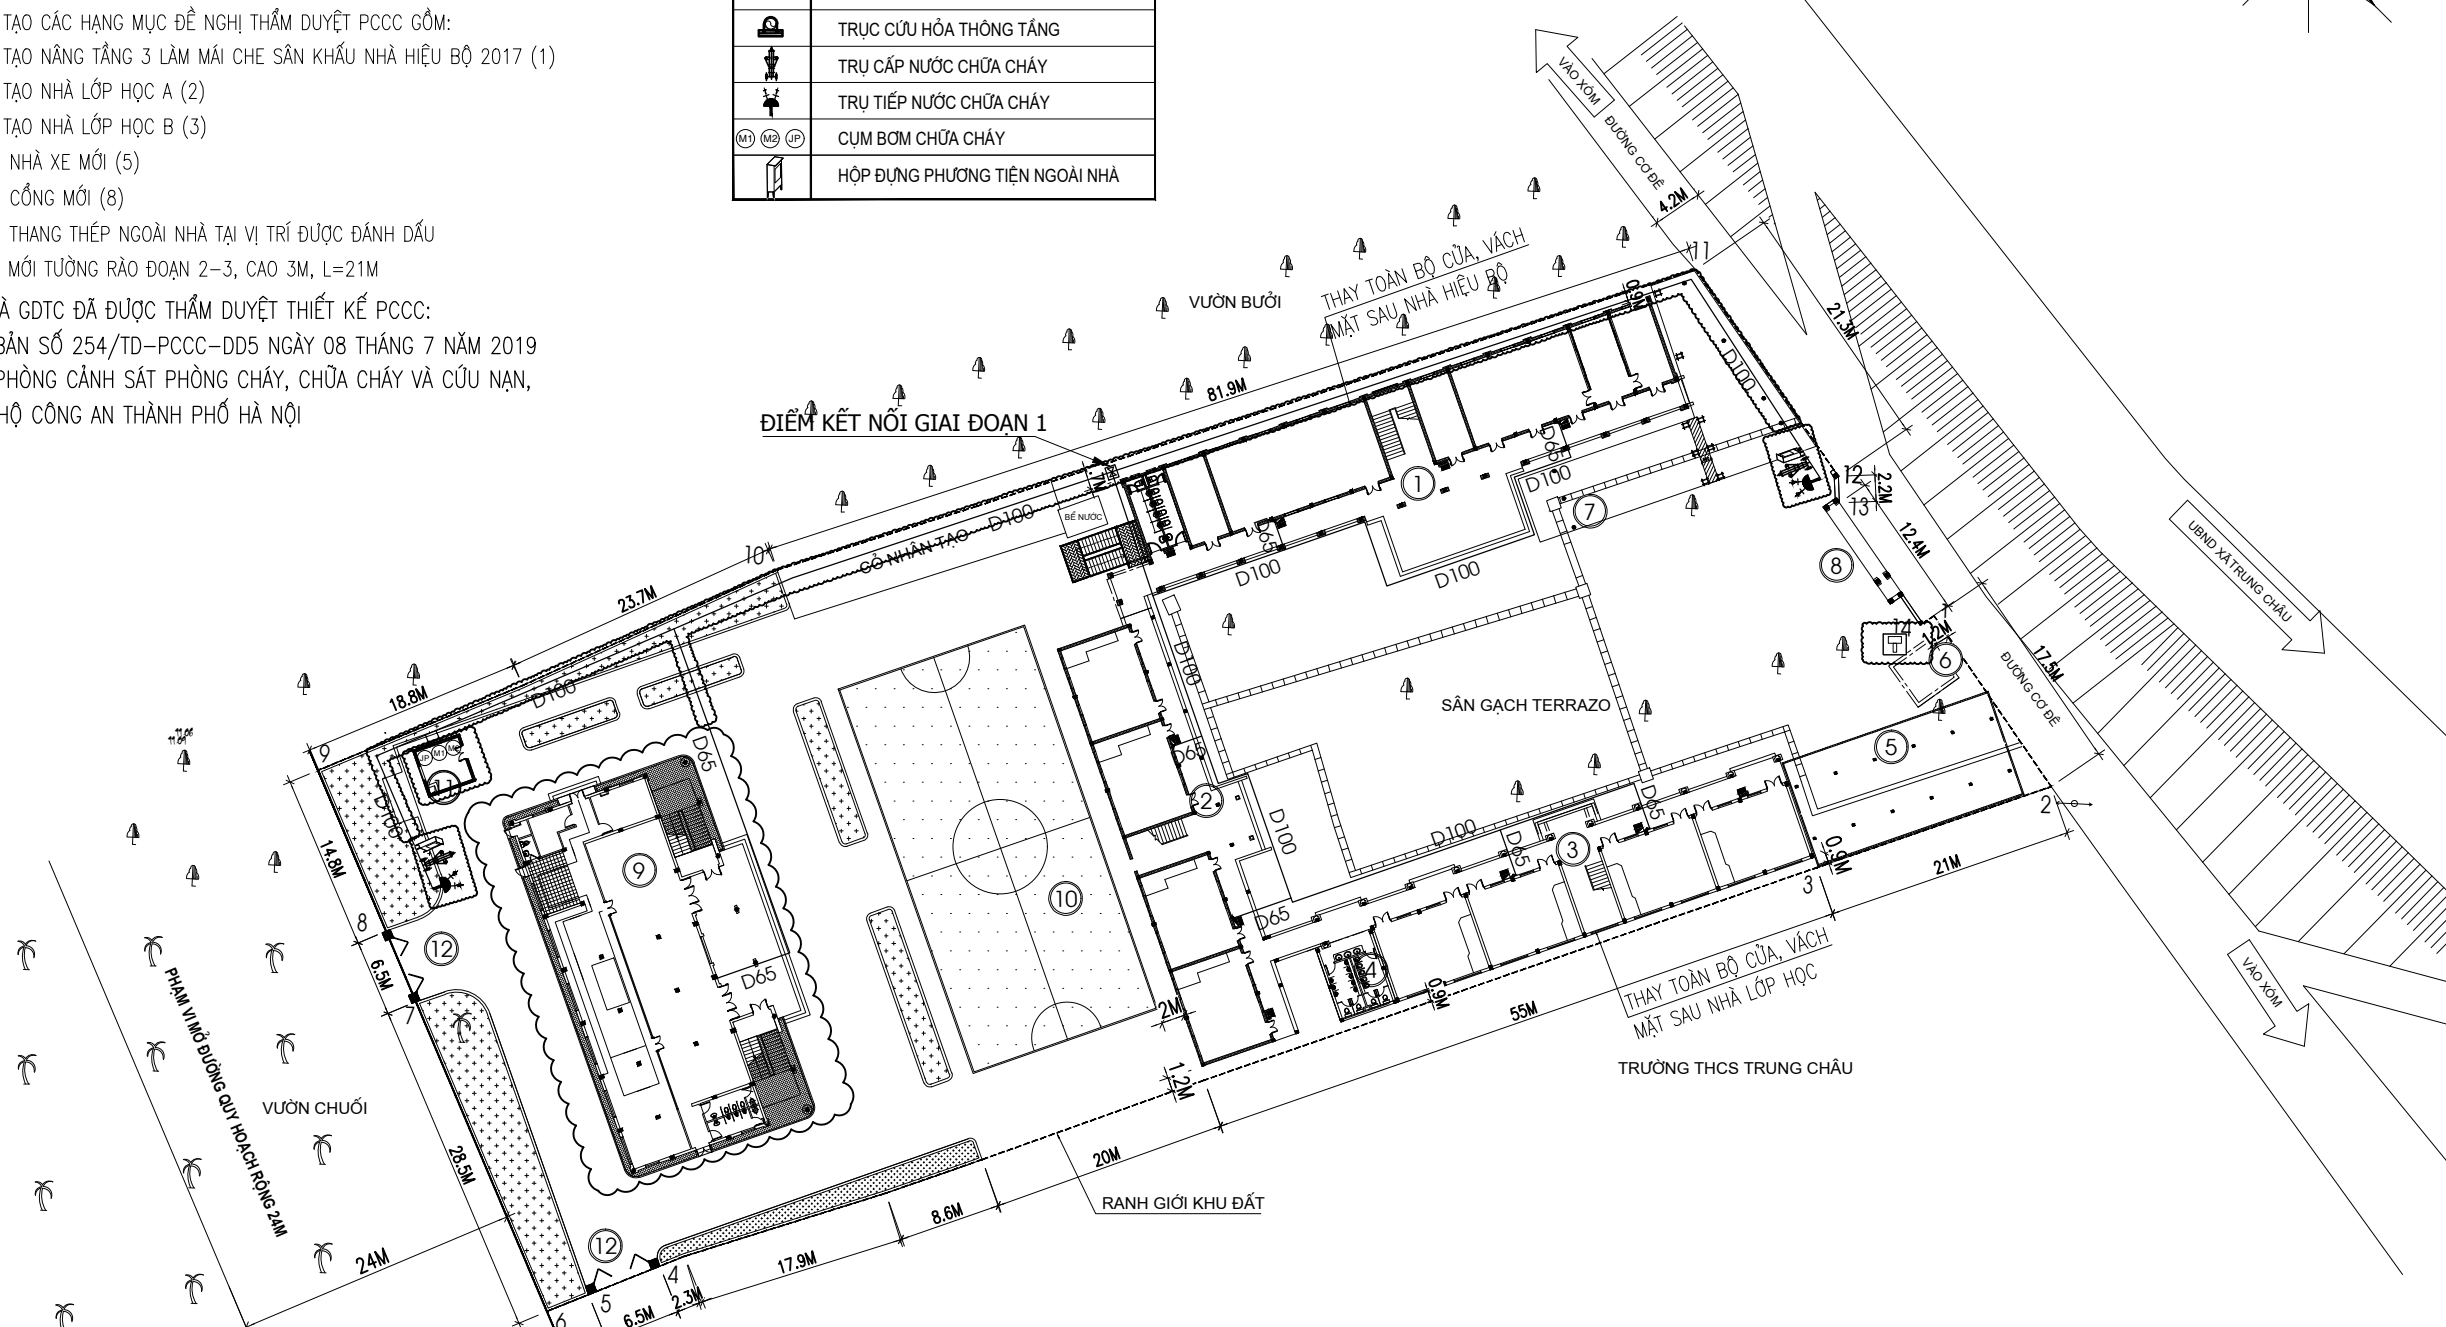 TẠO CÁC HẠNG MỤC ĐỀ NGHỊ THẨM DUYỆT PCCC GỒM:
TẠO NÂNG TẦNG 3 LÀM MÁI CHE SÂN KHẤU NHÀ HIỆU BỘ 2017 (1)
TẠO NHÀ LỚP HỌC A (2)
TẠO NHÀ LỚP HỌC B (3)
NHÀ XE MỚI (5)
CỔNG MỚI (8)
THANG THÉP NGOÀI NHÀ TẠI VỊ TRÍ ĐƯỢC ĐÁNH DẤU
MỚI TƯỜNG RÀO ĐOẠN 2-3, CAO 3M, L=21M
À GDTC ĐÃ ĐƯỢC THẨM DUYỆT THIẾT KẾ PCCC:
BẢN SỐ 254/TD-PCCC-DD5 NGÀY 08 THÁNG 7 NĂM 2019
PHÒNG CẢNH SÁT PHÒNG CHÁY, CHỮA CHÁY VÀ CỨU NẠN,
HỘ CÔNG AN THÀNH PHỐ HÀ NỘI
TRỤC CỨU HỎA THÔNG TẦNG
TRỤ CẤP NƯỚC CHỮA CHÁY
TRỤ TIẾP NƯỚC CHỮA CHÁY
M1 M2 JP CỤM BƠM CHỮA CHÁY
HỘP ĐỰNG PHƯƠNG TIỆN NGOÀI NHÀ
VÀO XÓM
ĐƯỜNG CƠ ĐÊ
4.2M
11
THAY TOÀN BỘ CỬA, VÁCH
MẶT SAU NHÀ HIỆU BỘ
VƯỜN BƯỞI
0.9M
21.3M
D100
81.9M
ĐIỂM KẾT NỐI GIAI ĐOẠN 1
D65
D100
1
7
12
2.2M
13
12.4M
8
BỂ NƯỚC
D100
CỎ NHÂN TẠO
D65
D100
D100
10
23.7M
UBND XÃ TRUNG CHÂU
14
1.2M
1
6
17.5M
ĐƯỜNG CƠ ĐÊ
18.8M
D100
D100
SÂN GẠCH TERRAZO
9
JP M1
11
D65
D65
2
5
2
D100
14.8M
D100
D100
D65
D65
3
0.9M
3
21M
9
10
8
12
6.5M
7
D65
D65
4
0.9M
THAY TOÀN BỘ CỬA, VÁCH
MẶT SAU NHÀ LỚP HỌC
VÀO XÓM
2M
55M
1.2M
TRƯỜNG THCS TRUNG CHÂU
PHẠM VI MỞ ĐƯỜNG QUY HOẠCH RỘNG 24M
VƯỜN CHUỐI
28.5M
20M
RANH GIỚI KHU ĐẤT
8.6M
24M
12
17.9M
4
5
2.3M
6
6.5M